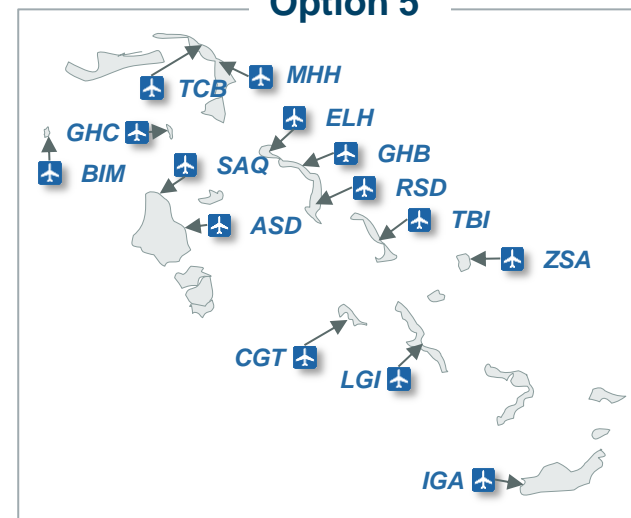 Option 5
MHH
TCB
ELH
GHC
GHB
SAQ
BIM
RSD
TBI
ASD
ZSA
CGT
LGI
IGA